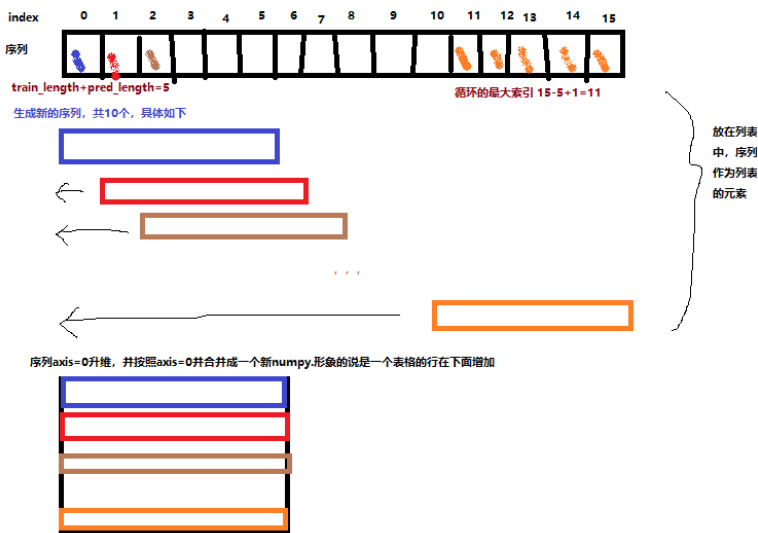 index 0 1 2 3 4 5 6 7 8 9 10 11 12 13 14 15
序列
train_length+pred_length=5
循环的最大索引 15-5+1=11
生成新的序列，共10个，具体如下
放在列表
中，序列
作为列表
的元素
, , ,
序列axis=0升维，并按照axis=0并合并成一个新numpy.形象的说是一个表格的行在下面增加